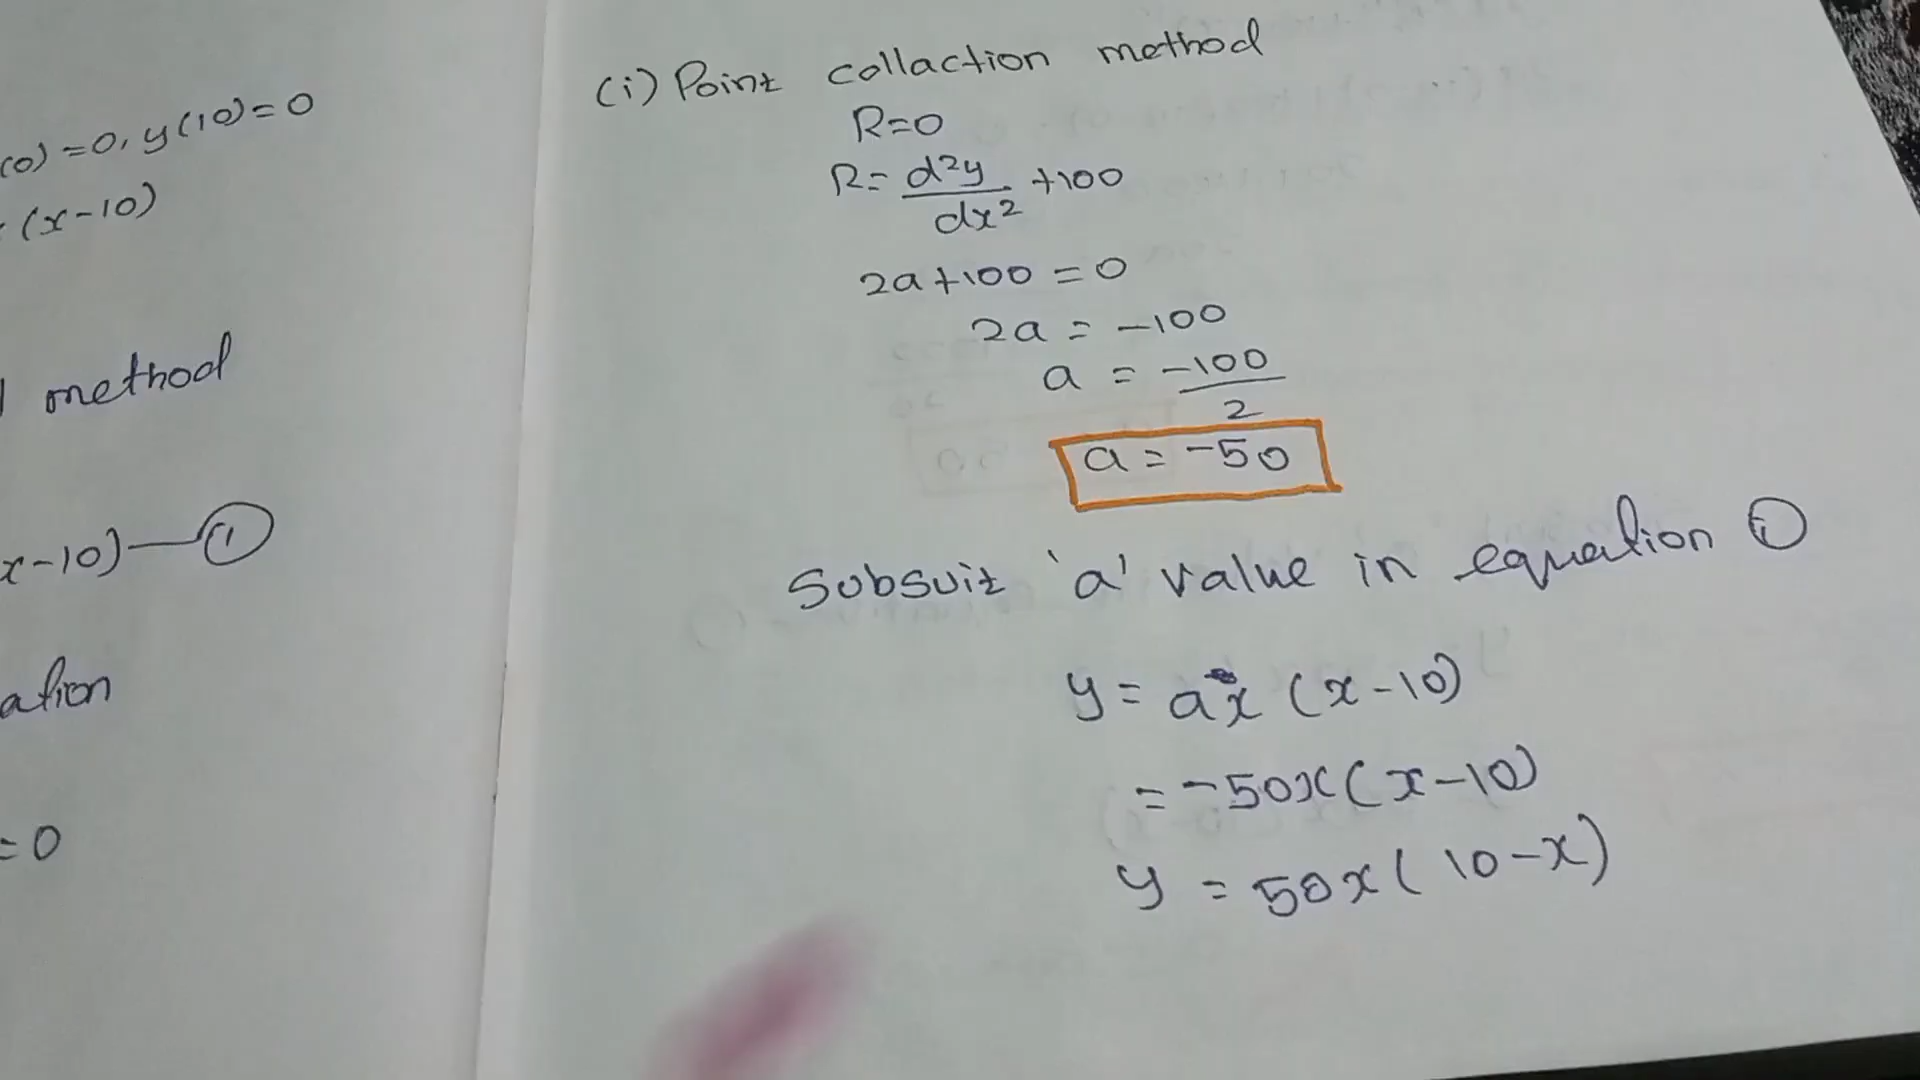 (0) = 0, y(10) = 0
(x-10)
method
x-10) — ①
ation
= 0
(i) Point collaction method
R=0
R= d²y/dx² +100
2a+100 = 0
2a = -100
a = -100/2
a = -50
Subsuit 'a' value in equation ①
y = ax (x-10)
= -50x(x-10)
y = 50x(10-x)